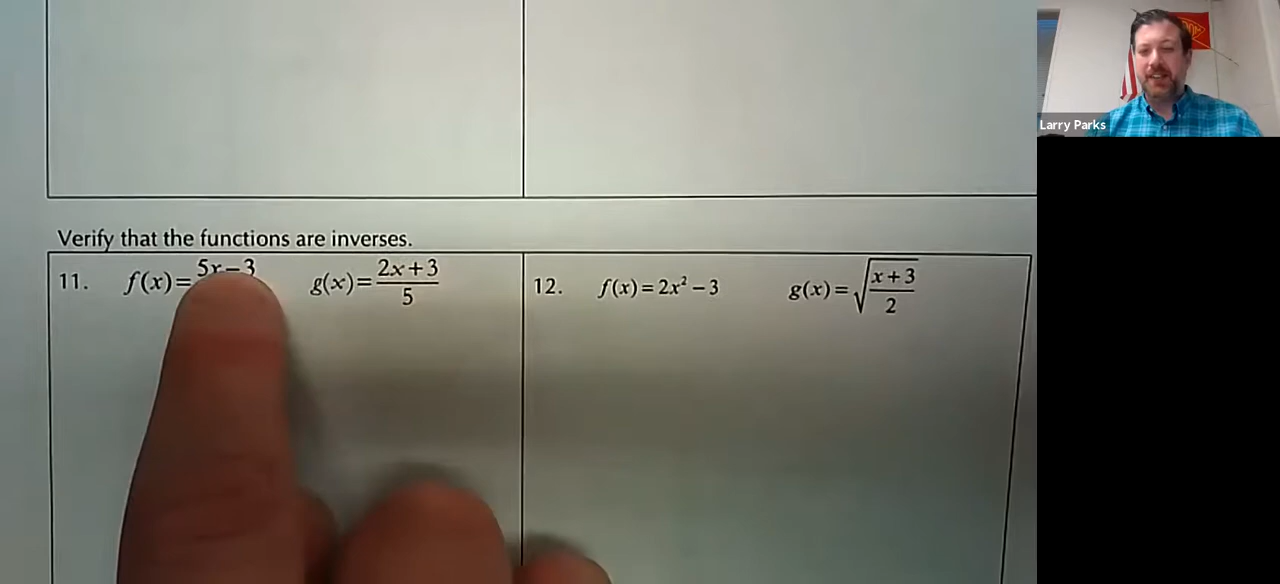 Larry Parks
Verify that the functions are inverses.
11. f(x)= 5x−3 g(x)= 2x+3 / 5
12. f(x)=2x² − 3 g(x)= √((x+3) / 2)